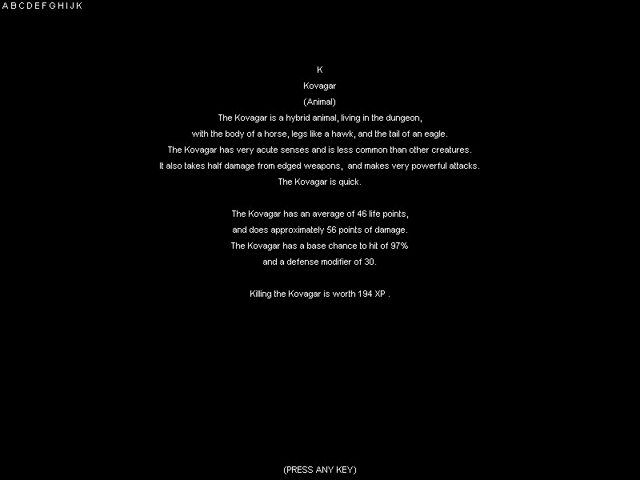 A B C D E F G H I J K
K
Kovagar
(Animal)
The Kovagar is a hybrid animal, living in the dungeon,
with the body of a horse, legs like a hawk, and the tail of an eagle.
The Kovagar has very acute senses and is less common than other creatures.
It also takes half damage from edged weapons,  and makes very powerful attacks.
The Kovagar is quick.
The Kovagar has an average of 46 life points,
and does approximately 56 points of damage.
The Kovagar has a base chance to hit of 97%
and a defense modifier of 30.
Killing the Kovagar is worth 194 XP .
(PRESS ANY KEY)